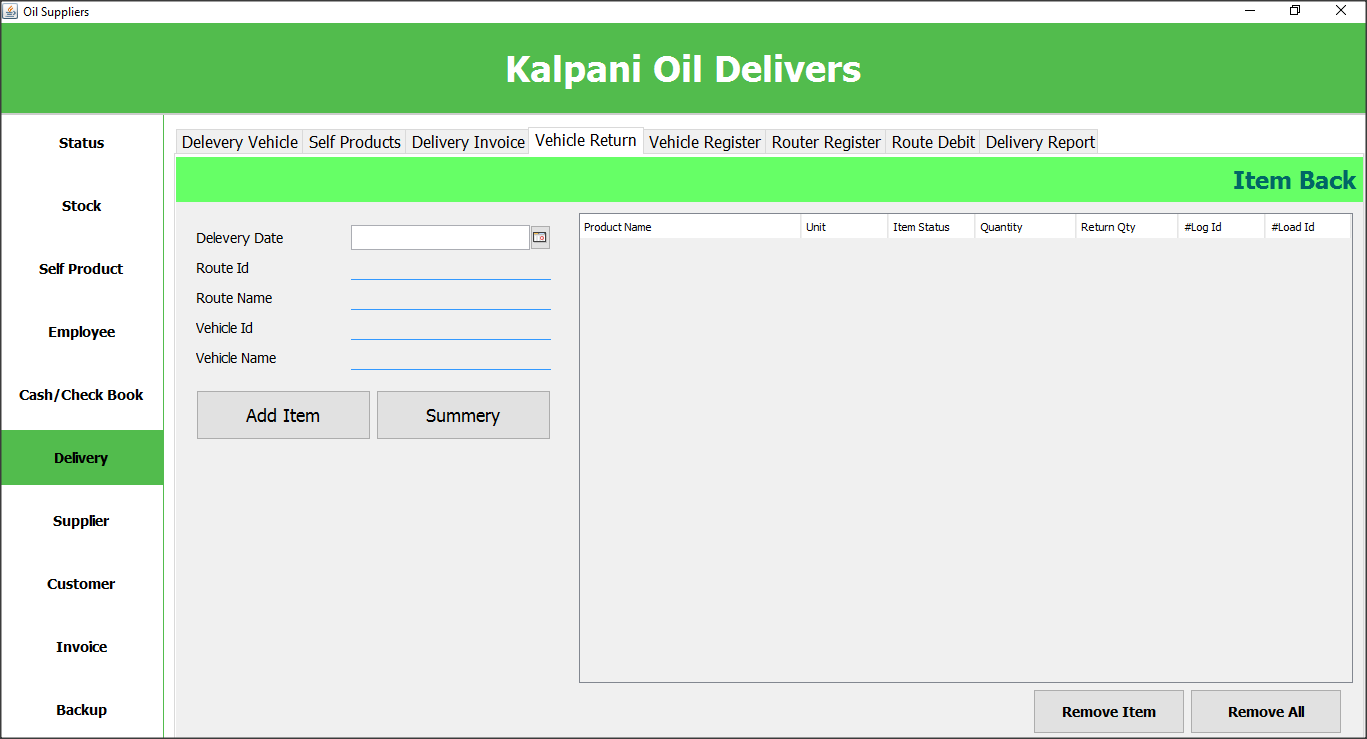 Oil Suppliers
Kalpani Oil Delivers
Status
Stock
Self Product
Employee
Cash/Check Book
Delivery
Supplier
Customer
Invoice
Backup
Delevery Vehicle Self Products Delivery Invoice Vehicle Return Vehicle Register Router Register Route Debit Delivery Report
Item Back
Delevery Date
Route Id
Route Name
Vehicle Id
Vehicle Name
Add Item Summery
Product Name Unit Item Status Quantity Return Qty #Log Id #Load Id
Remove Item Remove All